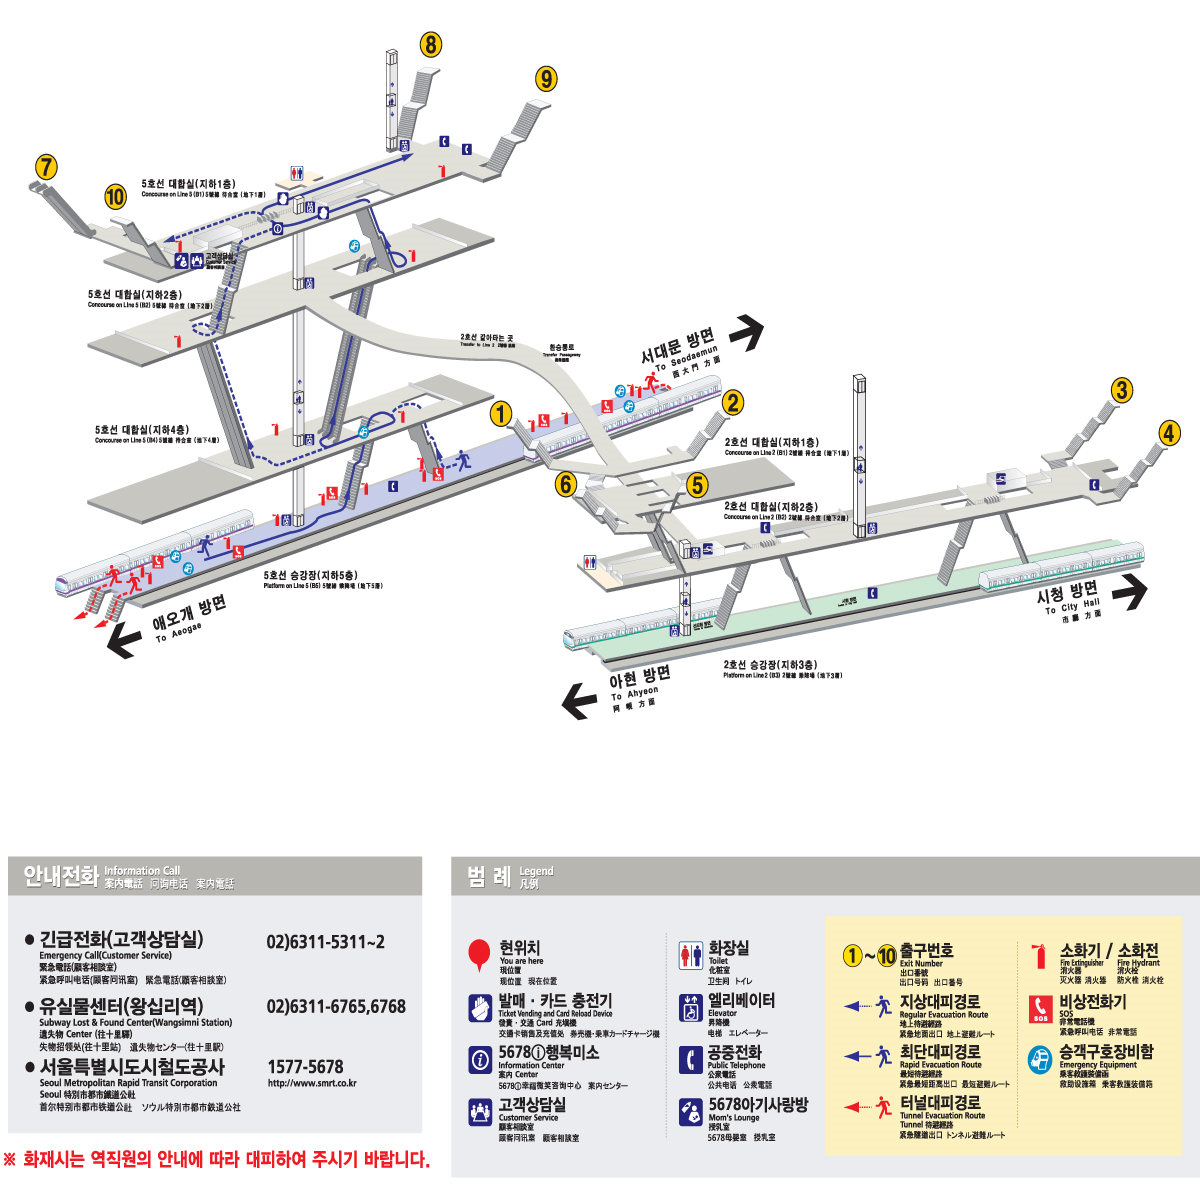 8
9
7
10
5호선 대합실(지하1층)
Concourse on Line 5 (B1) 5號線 待合室 (地下1層)
고객상담실
Customer Service
顧客相談室
5호선 대합실(지하2층)
Concourse on Line 5 (B2) 5號線 待合室 (地下2層)
2호선 갈아타는 곳
Transfer to Line 2
환승통로
Transfer Passageway
서대문 방면
To Seodaemun
西大門 方面
5호선 대합실(지하4층)
Concourse on Line 5 (B4) 5號線 待合室 (地下4層)
1
2
3
4
2호선 대합실(지하1층)
Concourse on Line 2 (B1) 2號線 待合室 (地下1層)
6
5
2호선 대합실(지하2층)
Concourse on Line 2 (B2) 2號線 待合室 (地下2層)
5호선 승강장(지하5층)
Platform on Line 5 (B5) 5號線 乘降場 (地下5層)
애오개 방면
To Aeogae
시청 방면
To City Hall
市廳 方面
2호선 승강장(지하3층)
Platform on Line 2 (B3) 2號線 乘降場 (地下3層)
아현 방면
To Ahyeon
阿峴 方面
안내전화 Information Call
案内電話 问询电话 案内電話
● 긴급전화(고객상담실) 02)6311-5311~2
Emergency Call(Customer Service)
緊急電話(顧客相談室)
紧急呼叫电话(顾客问讯室) 緊急電話(顧客相談室)
● 유실물센터(왕십리역) 02)6311-6765,6768
Subway Lost & Found Center(Wangsimni Station)
遺失物 Center (往十里驛)
失物招领处(往十里站) 遺失物センター(往十里駅)
● 서울특별시도시철도공사 1577-5678
Seoul Metropolitan Rapid Transit Corporation http://www.smrt.co.kr
Seoul 特別市都市鐵道公社
首尔特别市都市铁道公社 ソウル特別市都市鉄道公社
※ 화재시는 역직원의 안내에 따라 대피하여 주시기 바랍니다.
범 례 Legend
凡例
현위치
You are here
現位置
现位置 現在位置
발매 · 카드 충전기
Ticket Vending and Card Reload Device
發賣 · 交通 Card 充塡機
交通卡销售及充值处 券売機·乗車カードチャージ機
5678ⓘ행복미소
Information Center
案內 Center
5678ⓘ幸福微笑咨询中心 案内センター
고객상담실
Customer Service
顧客相談室
顾客问讯室 顧客相談室
화장실
Toilet
化粧室
卫生间 トイレ
엘리베이터
Elevator
昇降機
电梯 エレベーター
공중전화
Public Telephone
公衆電話
公共电话 公衆電話
5678아기사랑방
Mom's Lounge
授乳室
5678母婴室 授乳室
1 ~ 10 출구번호
Exit Number
出口番號
出口号码 出口番号
지상대피경로
Regular Evacuation Route
地上待避經路
紧急地面出口 地上避難ルート
최단대피경로
Rapid Evacuation Route
最短待避經路
紧急最短距离出口 最短避難ルート
터널대피경로
Tunnel Evacuation Route
Tunnel 待避經路
紧急隧道出口 トンネル避難ルート
소화기 / 소화전
Fire Extinguisher Fire Hydrant
消火器 消火栓
灭火器 消火器 防火栓 消火栓
SOS 비상전화기
SOS
非常電話機
紧急呼叫电话 非常電話
승객구호장비함
Emergency Equipment
乘客救護裝備函
救助设施箱 乗客救護装備箱